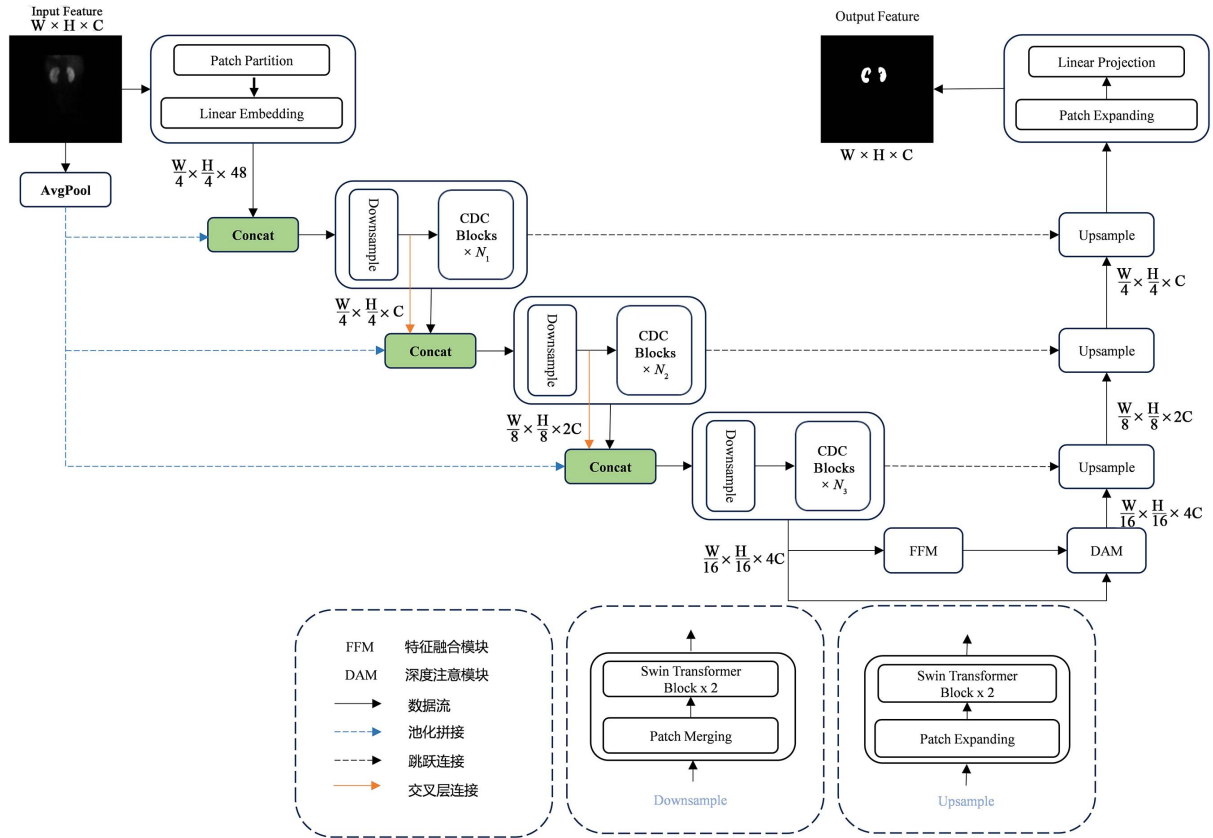 Input Feature
W × H × C
Patch Partition
Linear Embedding
AvgPool
W/4 × H/4 × 48
Concat
Downsample
CDC
Blocks
× N₁
W/4 × H/4 × C
Concat
Downsample
CDC
Blocks
× N₂
W/8 × H/8 × 2C
Concat
Downsample
CDC
Blocks
× N₃
W/16 × H/16 × 4C
FFM
DAM
W/16 × H/16 × 4C
Upsample
W/8 × H/8 × 2C
Upsample
W/4 × H/4 × C
Upsample
Patch Expanding
Linear Projection
Output Feature
W × H × C
FFM 特征融合模块
DAM 深度注意模块
数据流
池化拼接
跳跃连接
交叉层连接
Swin Transformer
Block x 2
Patch Merging
Downsample
Swin Transformer
Block x 2
Patch Expanding
Upsample